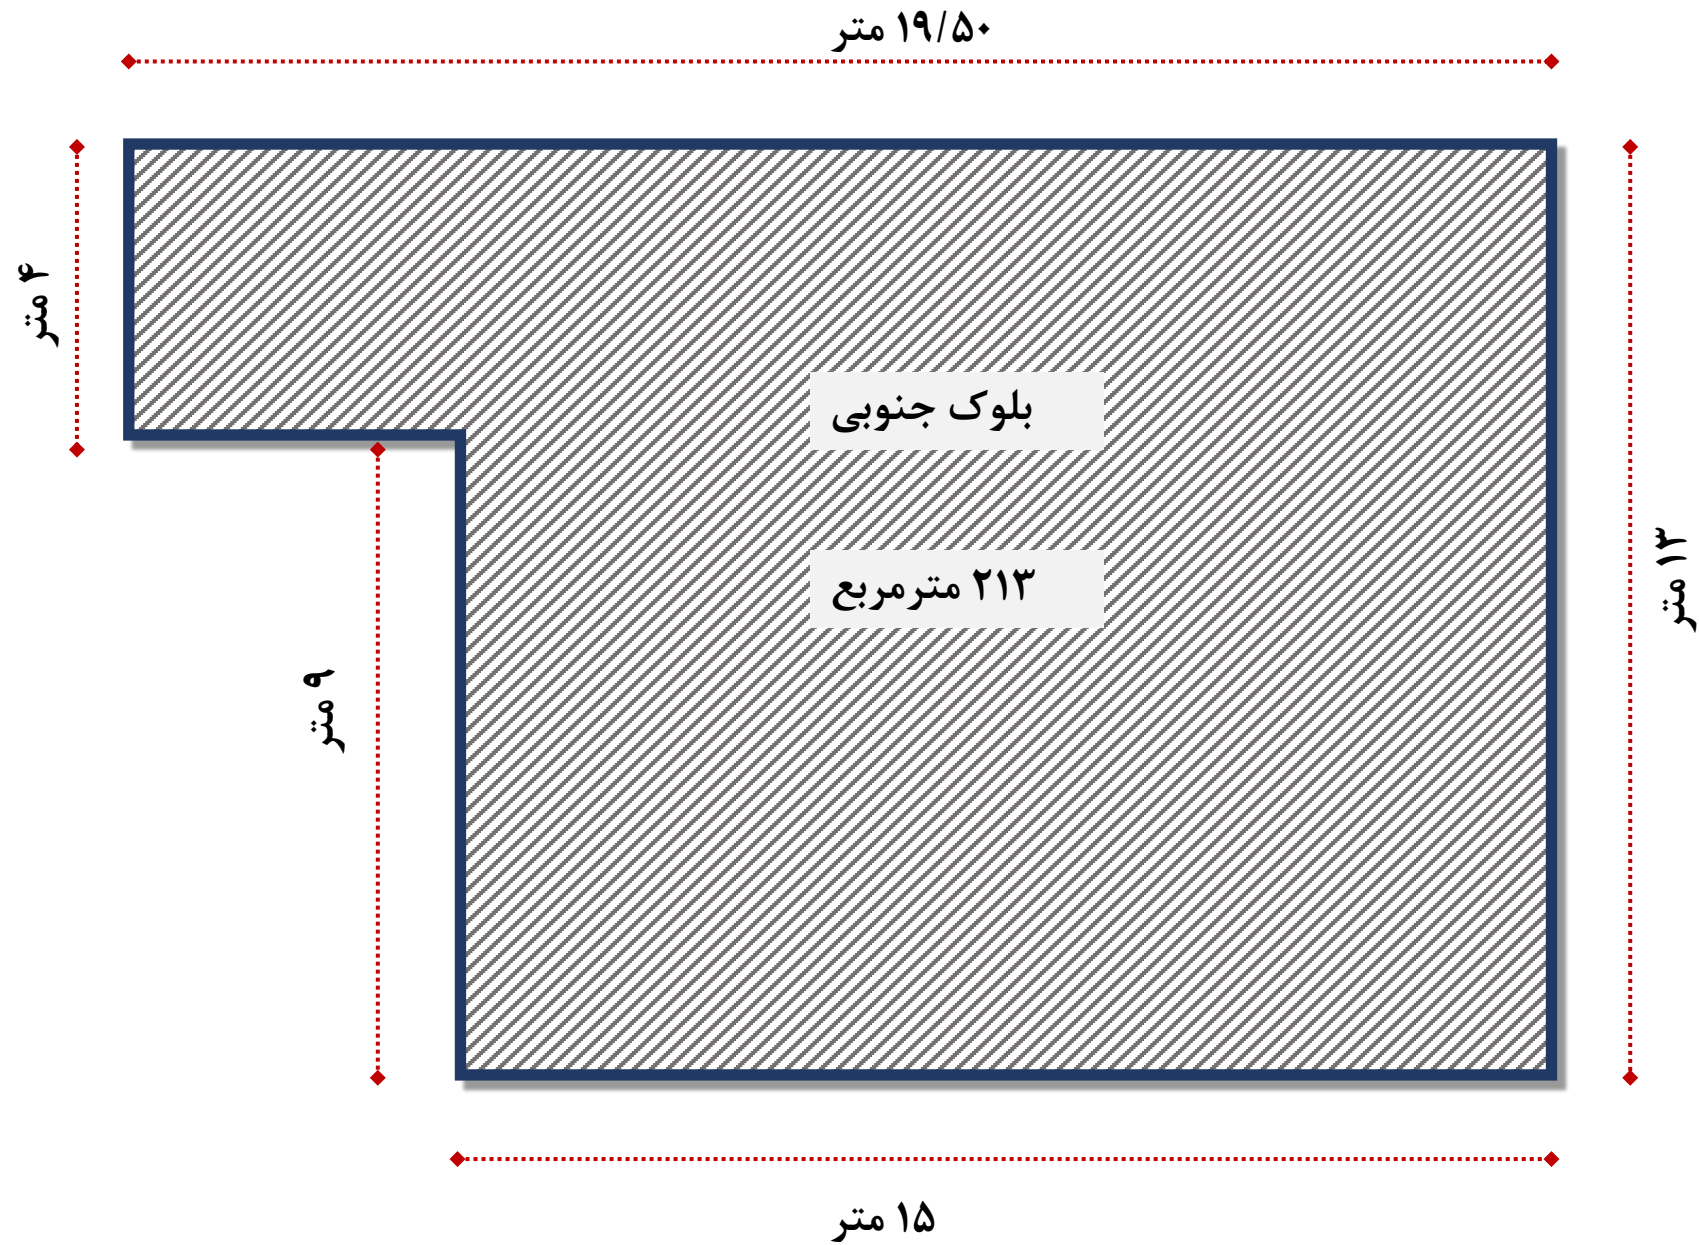 ۱۹/۵۰ متر
۴ متر
بلوک جنوبی
۲۱۳ مترمربع
۱۳ متر
۹ متر
۱۵ متر